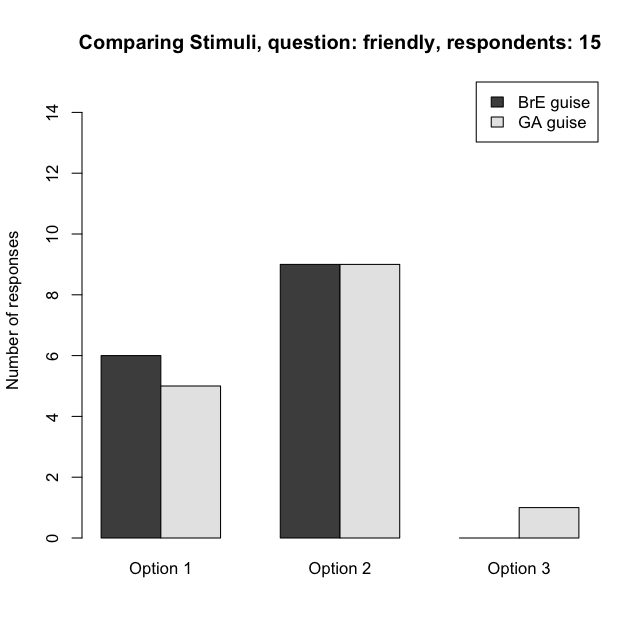 Comparing Stimuli, question: friendly, respondents: 15
BrE guise
GA guise
Number of responses
14
12
10
8
6
4
2
0
Option 1
Option 2
Option 3